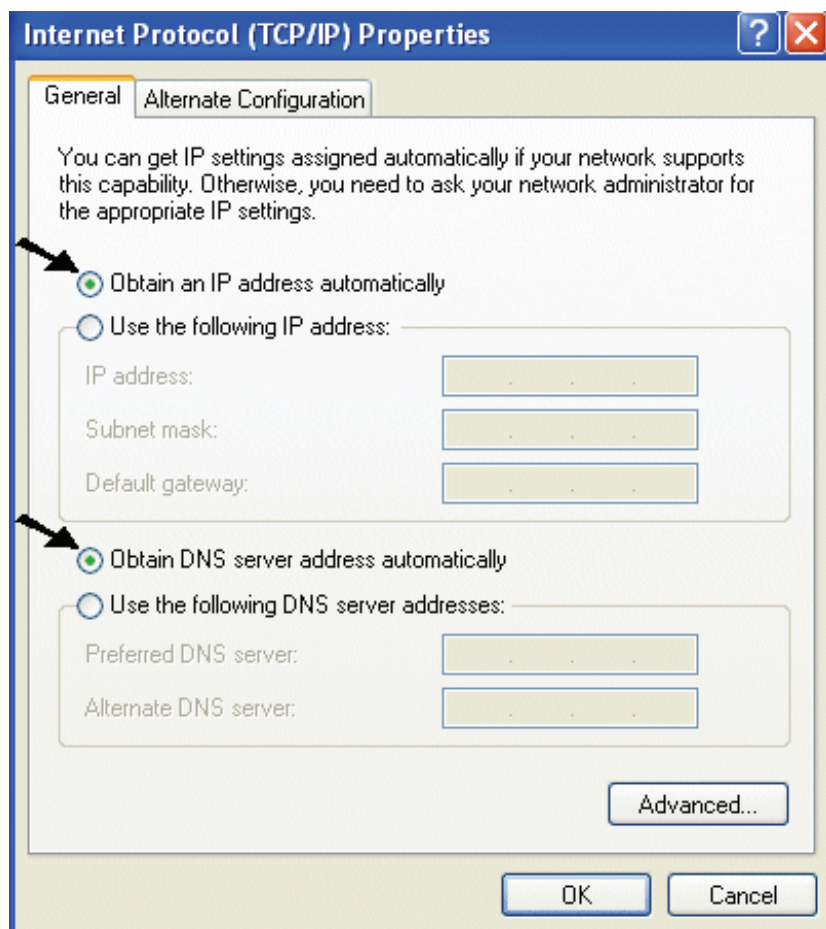 Internet Protocol (TCP/IP) Properties
General
Alternate Configuration
You can get IP settings assigned automatically if your network supports
this capability. Otherwise, you need to ask your network administrator for
the appropriate IP settings.
Obtain an IP address automatically
Use the following IP address:
IP address:
Subnet mask:
Default gateway:
Obtain DNS server address automatically
Use the following DNS server addresses:
Preferred DNS server:
Alternate DNS server:
Advanced...
OK
Cancel